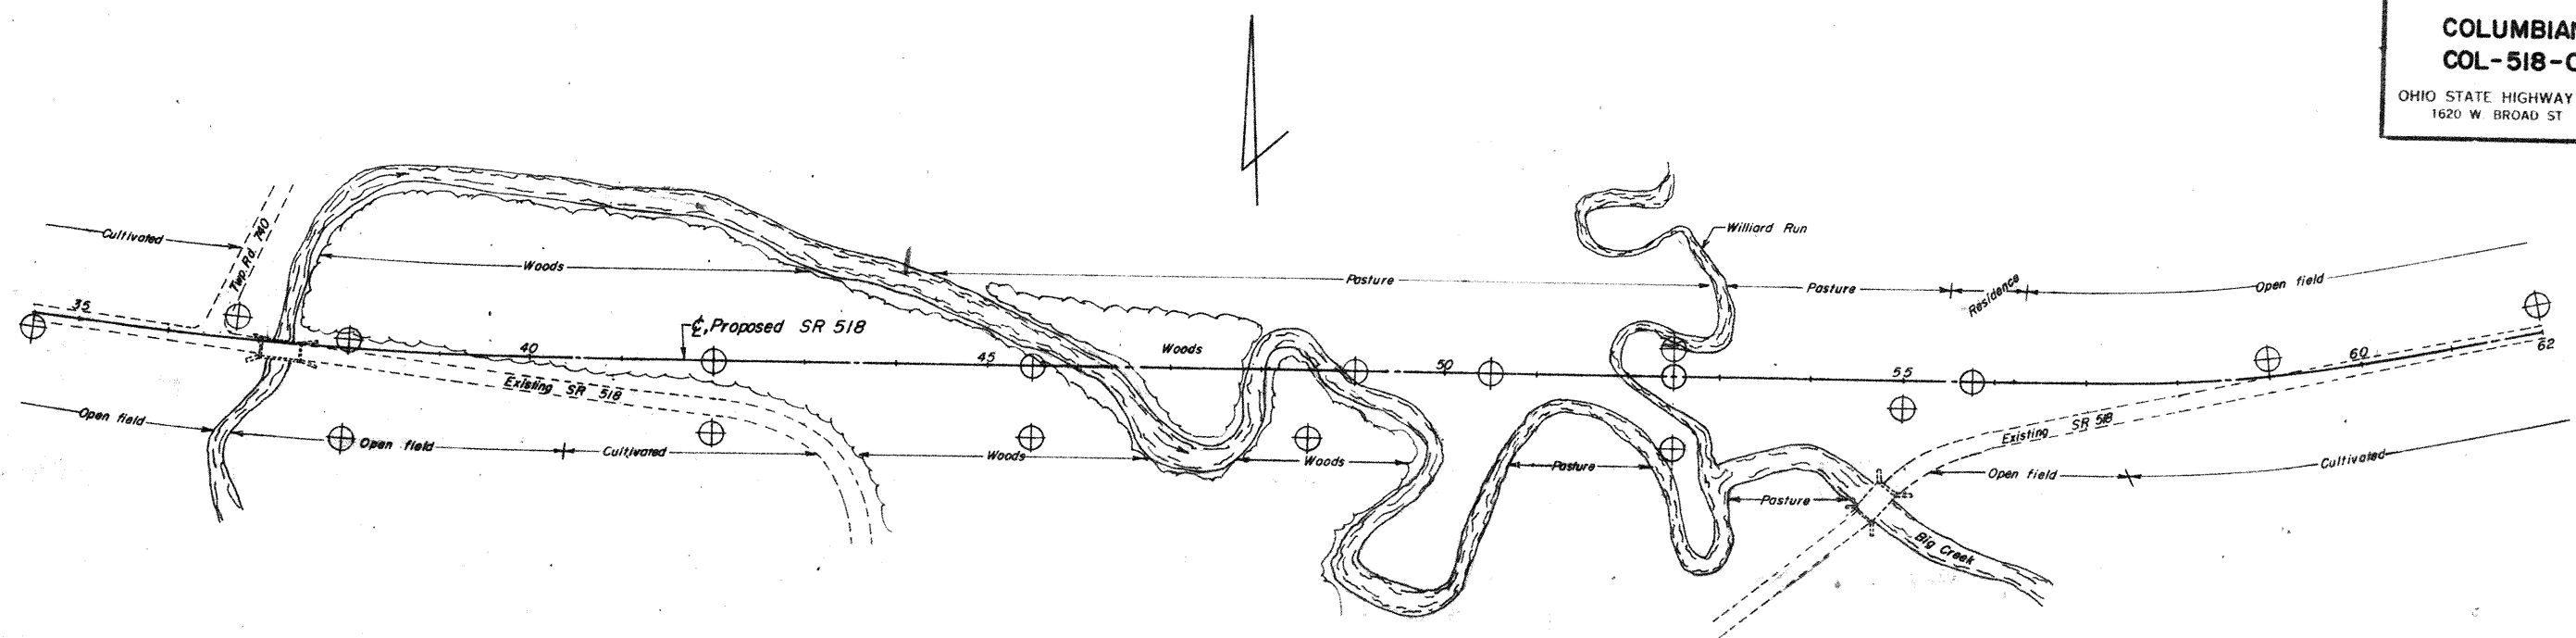 COLUMBIAN
COL-518-0
OHIO STATE HIGHWAY
1620 W. BROAD ST
Cultivated
Twp. Rd. 740
Woods
Pasture
Williard Run
Pasture
Residence
Open field
35
40
℄, Proposed SR 518
45
Woods
50
55
60
62
Existing SR 518
Open field
Open field
Cultivated
Woods
Woods
Pasture
Pasture
Existing SR 518
Open field
Cultivated
Big Creek